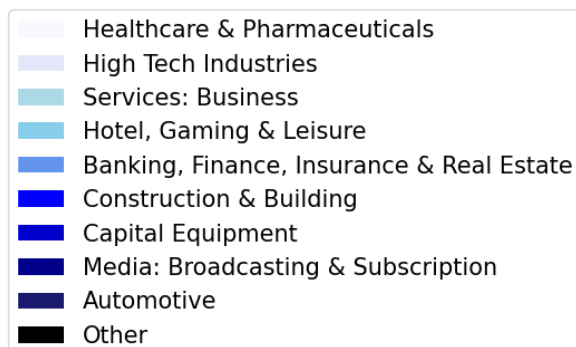 Healthcare & Pharmaceuticals
High Tech Industries
Services: Business
Hotel, Gaming & Leisure
Banking, Finance, Insurance & Real Estate
Construction & Building
Capital Equipment
Media: Broadcasting & Subscription
Automotive
Other